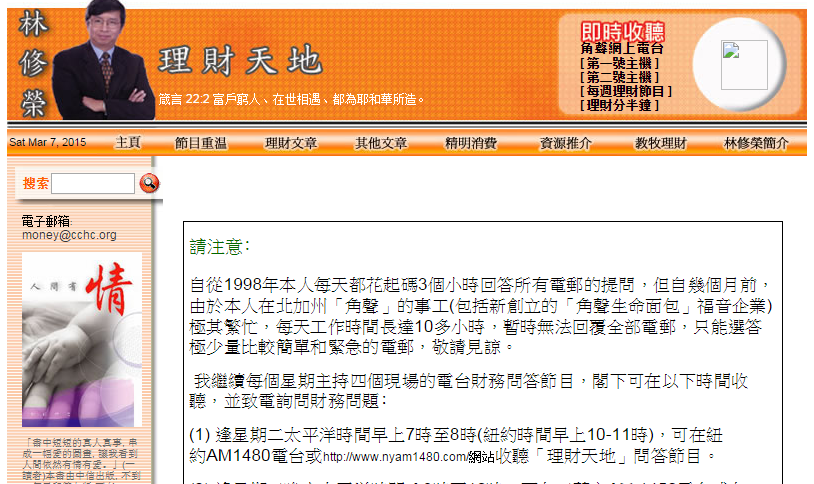 林修榮
理財天地
箴言 22:2 富戶窮人、在世相遇、都為耶和華所造。
即時收聽
角聲網上電台
[ 第一號主機 ]
[ 第二號主機 ]
[ 每週理財節目 ]
[ 理財分半鐘 ]
Sat Mar 7, 2015 主頁 節目重温 理財文章 其他文章 精明消費 資源推介 教牧理財 林修榮簡介
搜索
電子郵箱:
money@cchc.org
人間有情
「書中短短的真人真事, 串
成一幅愛的圖畫, 讓我看到
人間依然有情有愛。」(一
讀者)本書由中信出版, 不到
請注意:
自從1998年本人每天都花起碼3個小時回答所有電郵的提問，但自幾個月前，
由於本人在北加州「角聲」的事工(包括新創立的「角聲生命面包」福音企業)
極其繁忙，每天工作時間長達10多小時，暫時無法回覆全部電郵，只能選答
極少量比較簡單和緊急的電郵，敬請見諒。
我繼續每個星期主持四個現場的電台財務問答節目，閣下可在以下時間收
聽，並致電詢問財務問題:
(1) 逢星期二太平洋時間早上7時至8時(紐約時間早上10-11時)，可在紐
約AM1480電台或http://www.nyam1480.com/網站收聽「理財天地」問答節目。